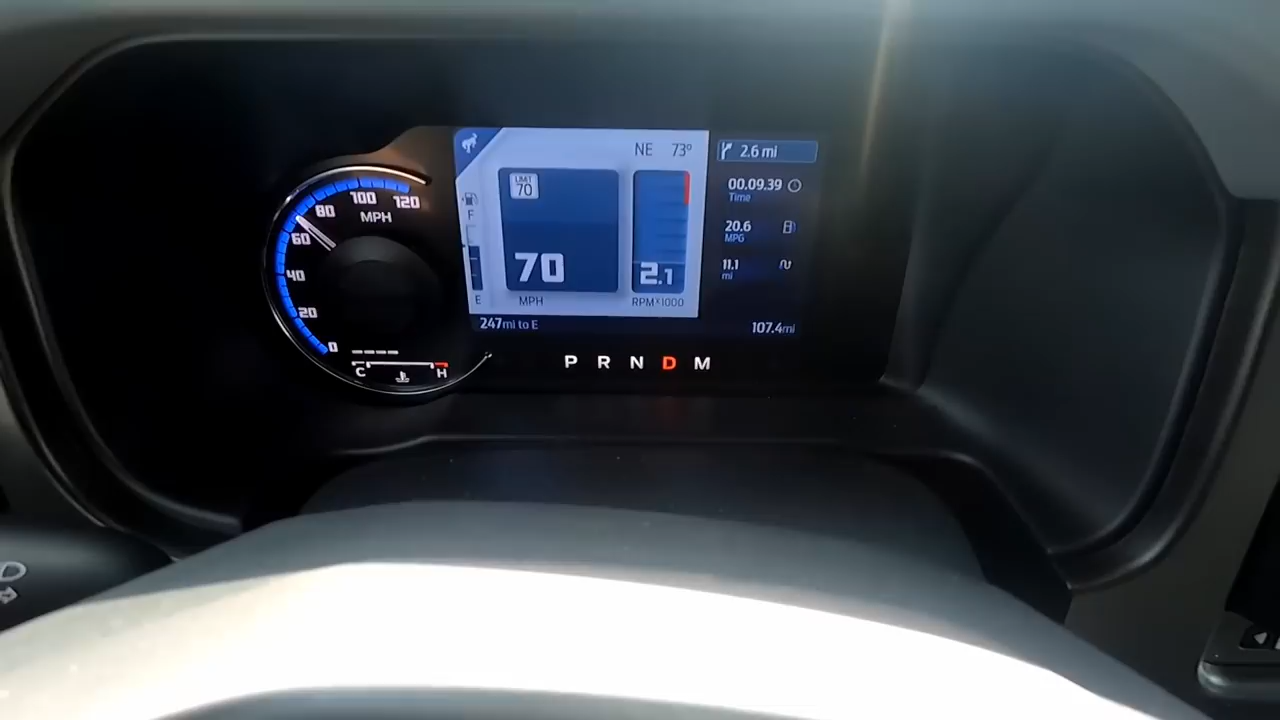 NE 73°
2.6 mi
LIMIT
70
00.09.39
Time
20.6
MPG
11.1
mi
70
MPH
2.1
RPM×1000
F
E
247mi to E
107.4mi
0
20
40
60
80
100
120
MPH
C
H
P R N D M